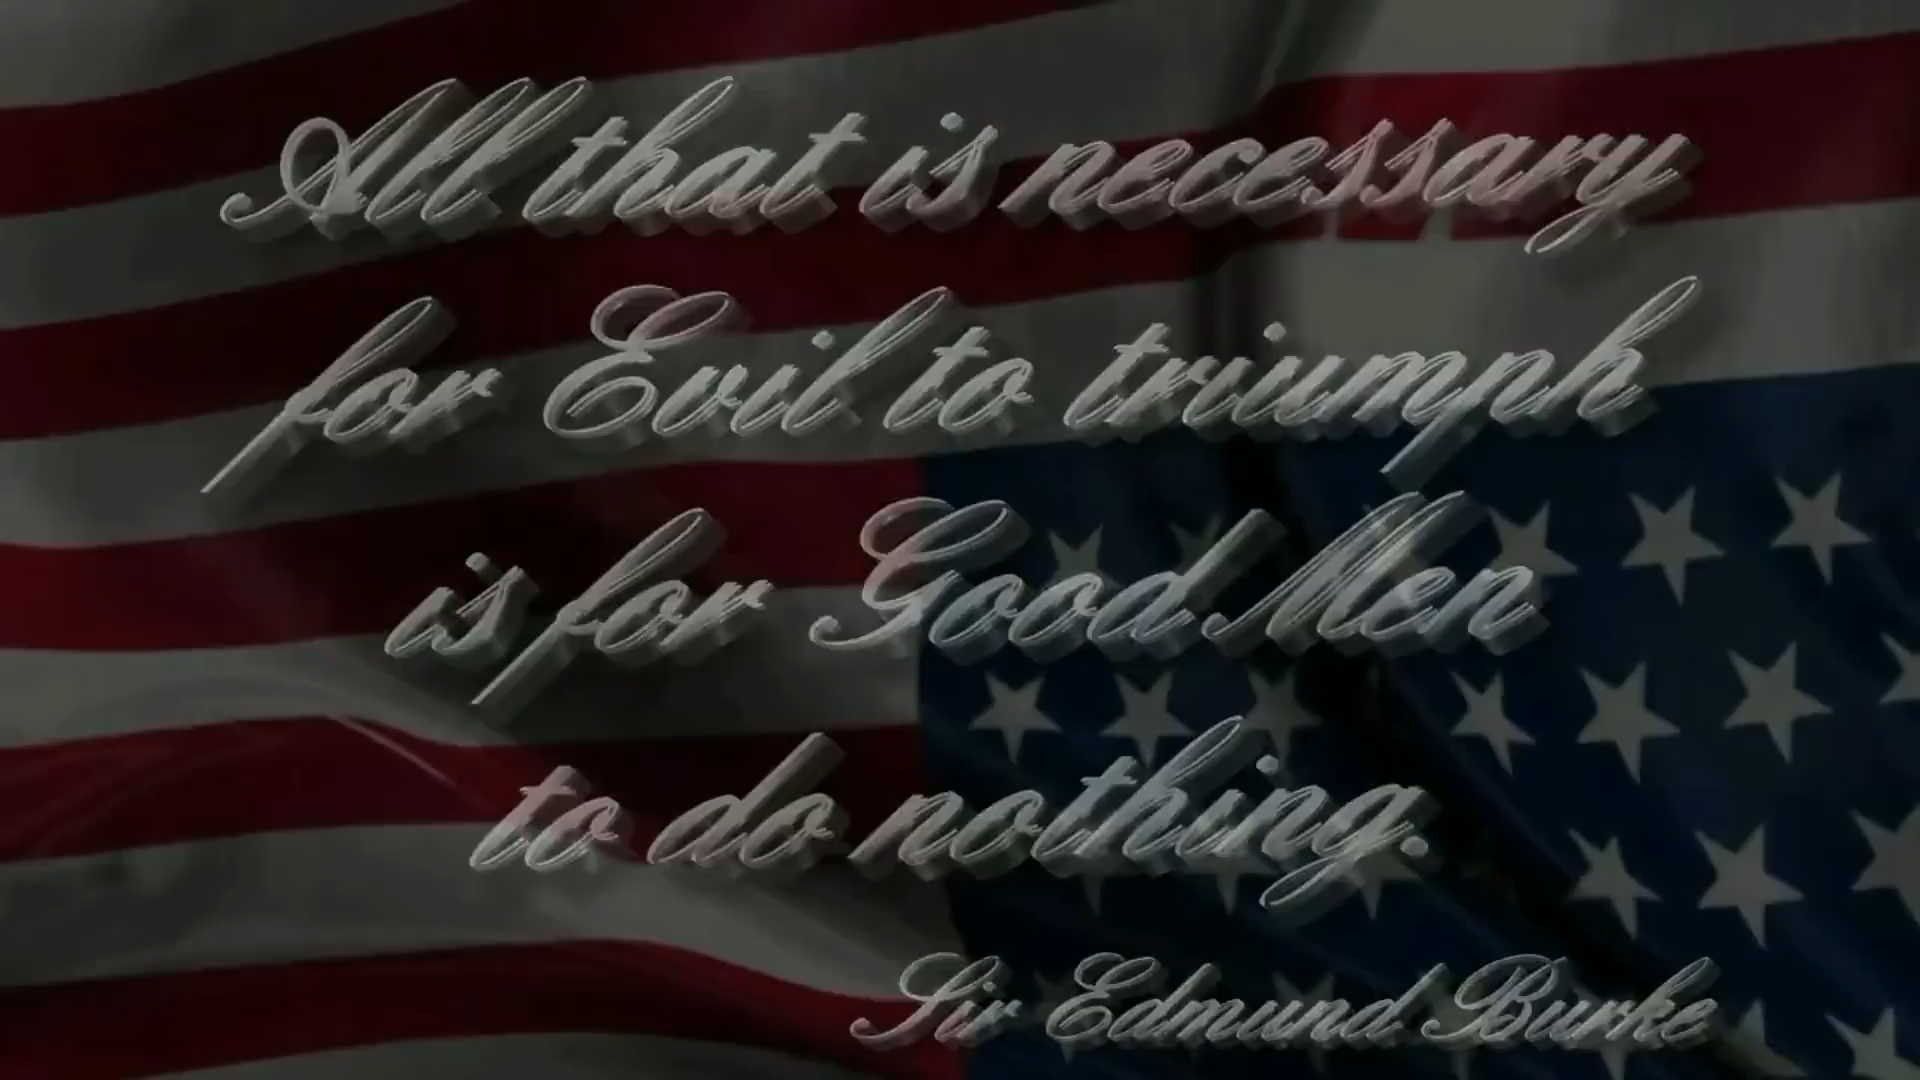 All that is necessary
for Evil to triumph
is for Good Men
to do nothing.
Sir Edmund Burke